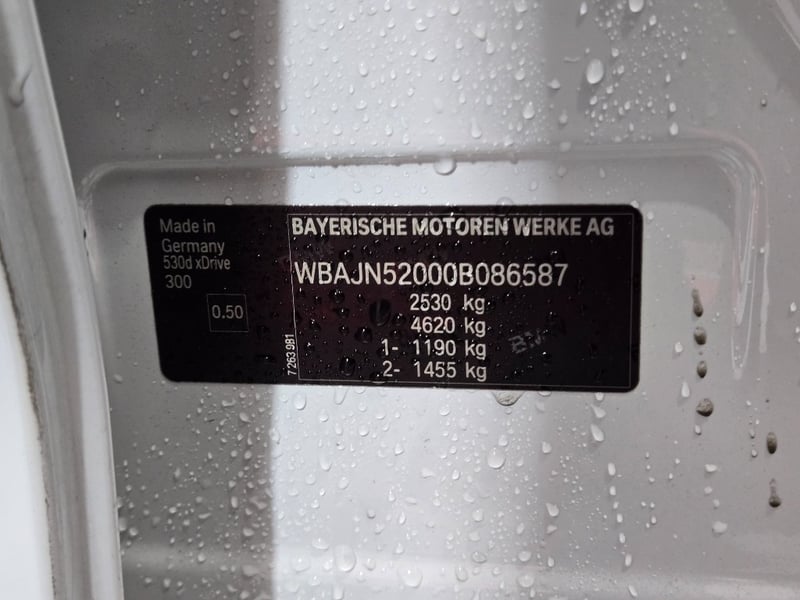 Made in
Germany
530d xDrive
300
0.50
7 263 9B1
BAYERISCHE MOTOREN WERKE AG
WBAJN52000B086587
2530 kg
4620 kg
1- 1190 kg
2- 1455 kg